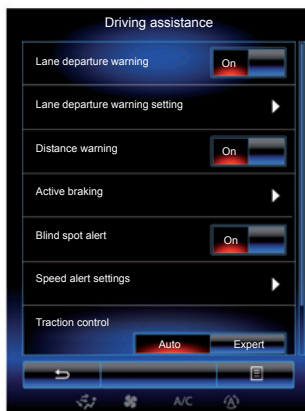 Driving assistance
Lane departure warning On
Lane departure warning setting
Distance warning On
Active braking
Blind spot alert On
Speed alert settings
Traction control
Auto Expert
A/C